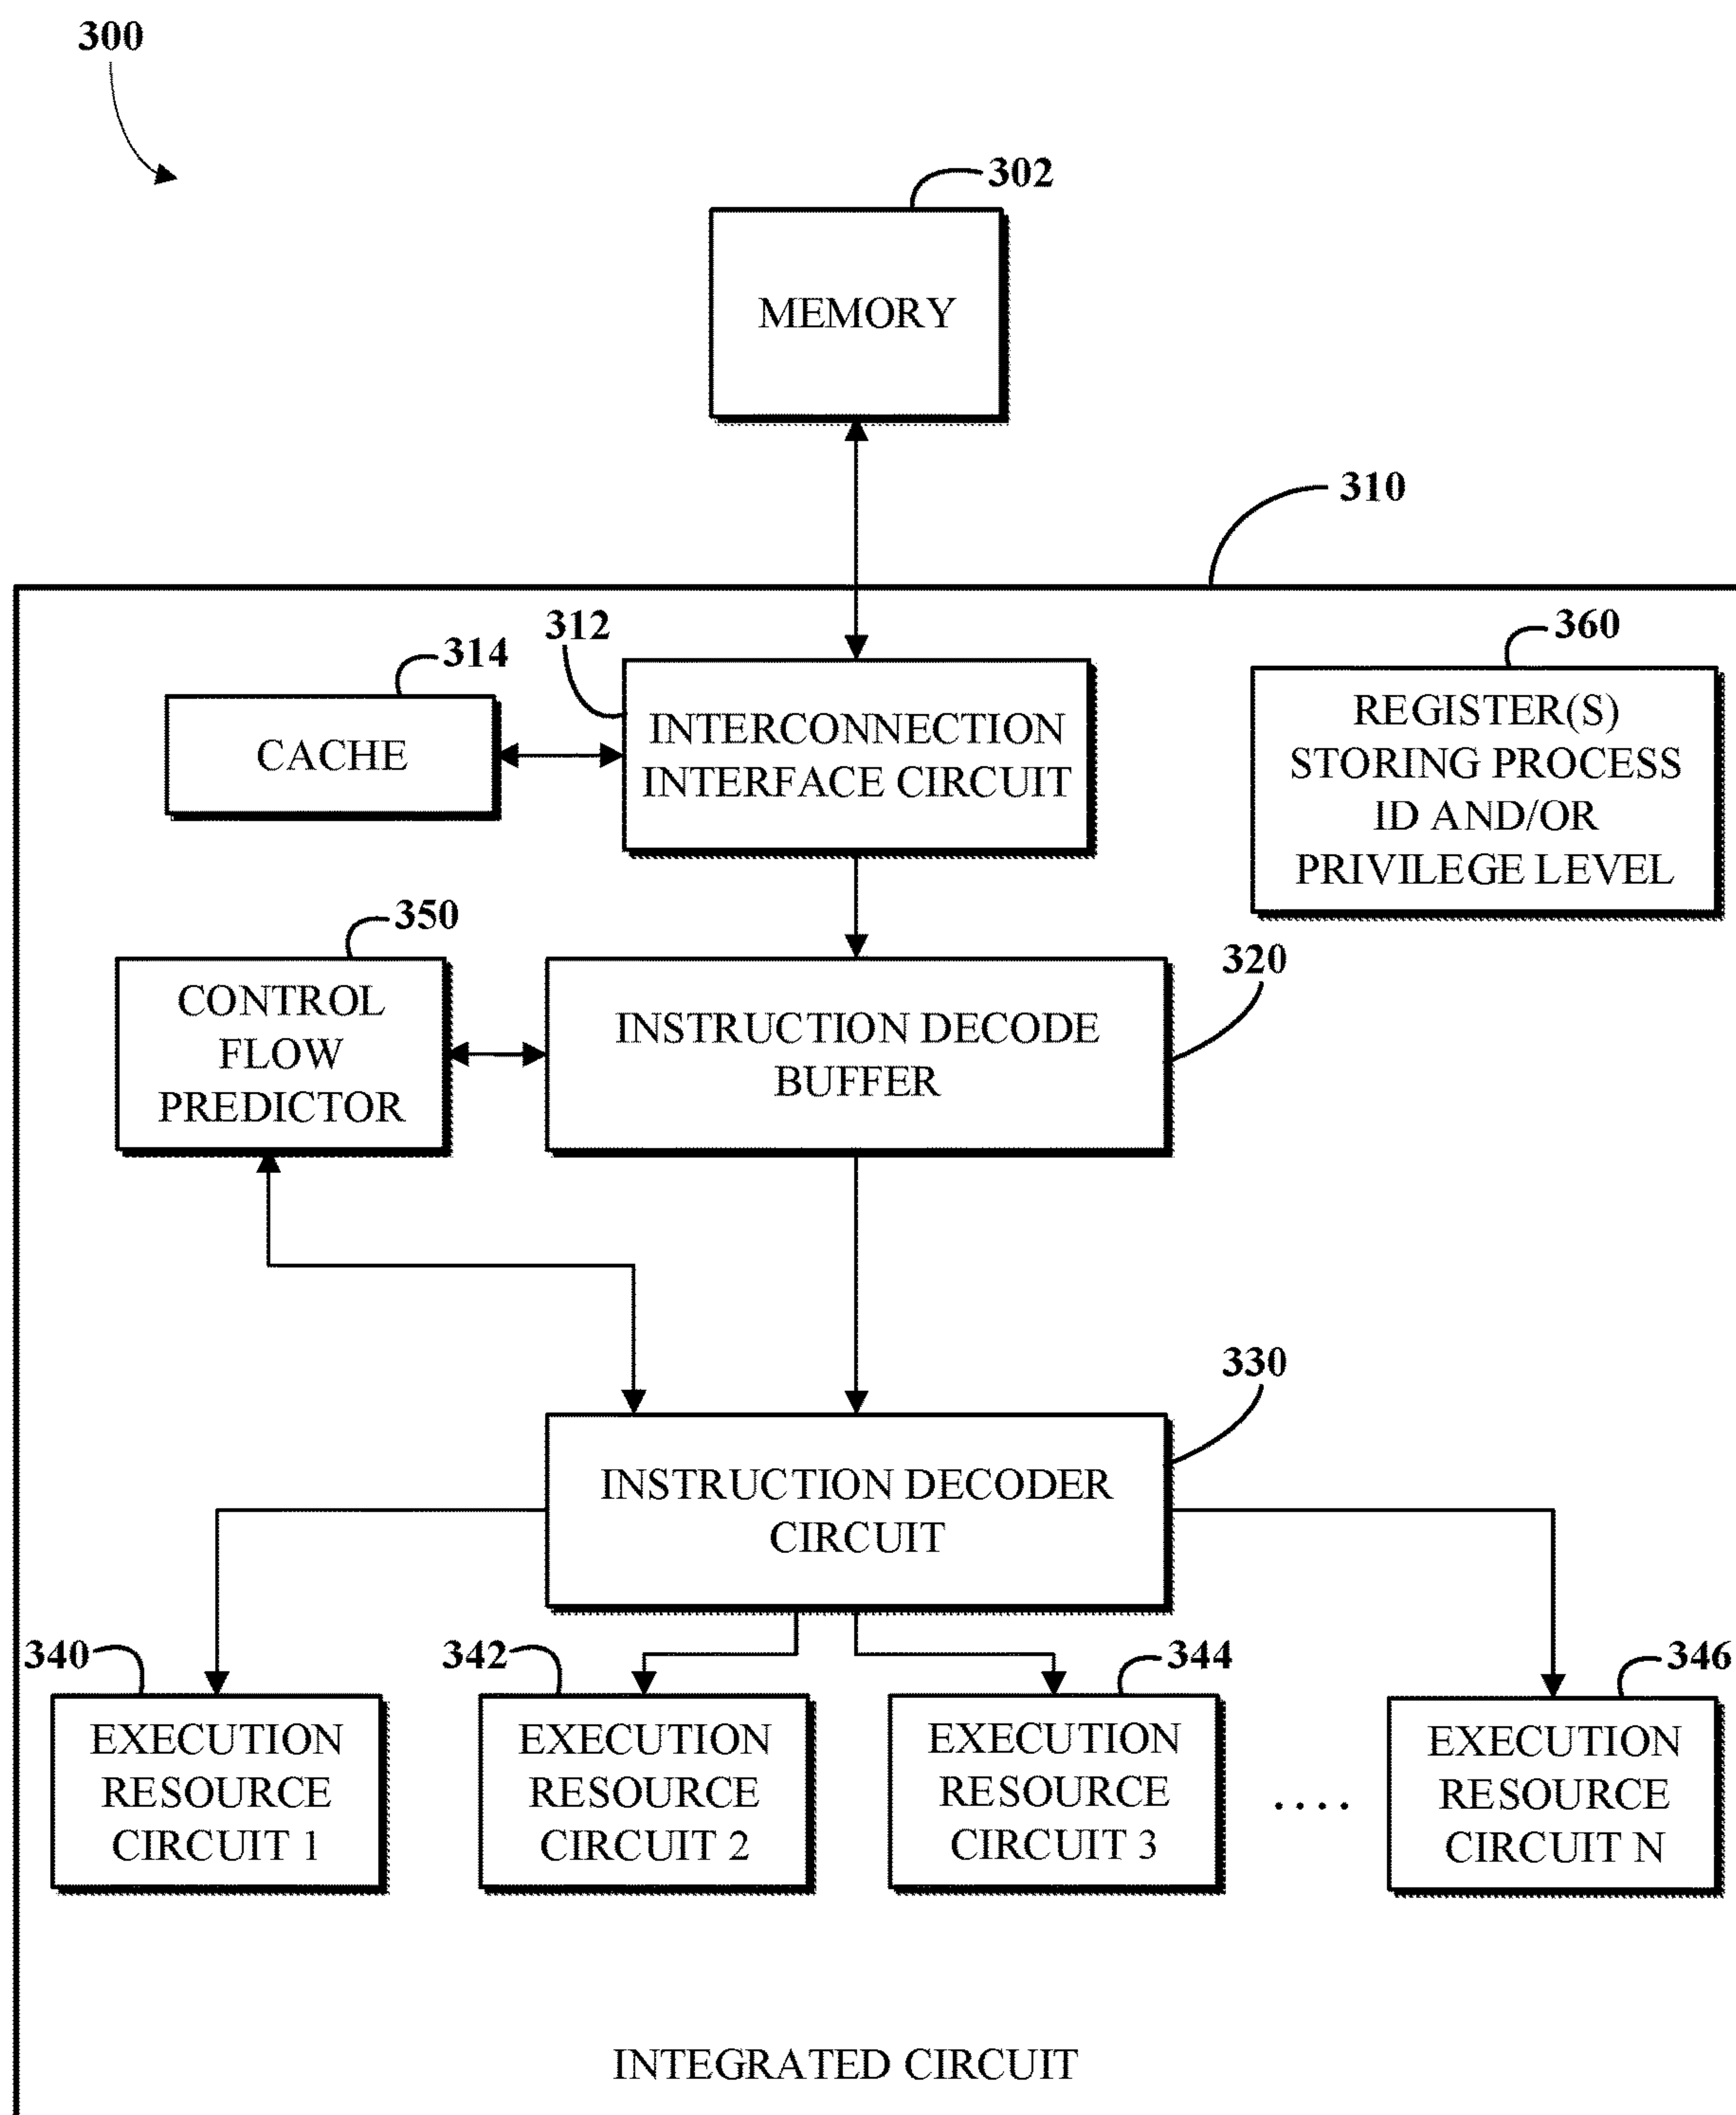 300
302
MEMORY
310
312
314
360
CACHE
INTERCONNECTION
INTERFACE CIRCUIT
REGISTER(S)
STORING PROCESS
ID AND/OR
PRIVILEGE LEVEL
350
320
CONTROL
FLOW
PREDICTOR
INSTRUCTION DECODE
BUFFER
330
INSTRUCTION DECODER
CIRCUIT
340
342
344
346
EXECUTION
RESOURCE
CIRCUIT 1
EXECUTION
RESOURCE
CIRCUIT 2
EXECUTION
RESOURCE
CIRCUIT 3
....
EXECUTION
RESOURCE
CIRCUIT N
INTEGRATED CIRCUIT